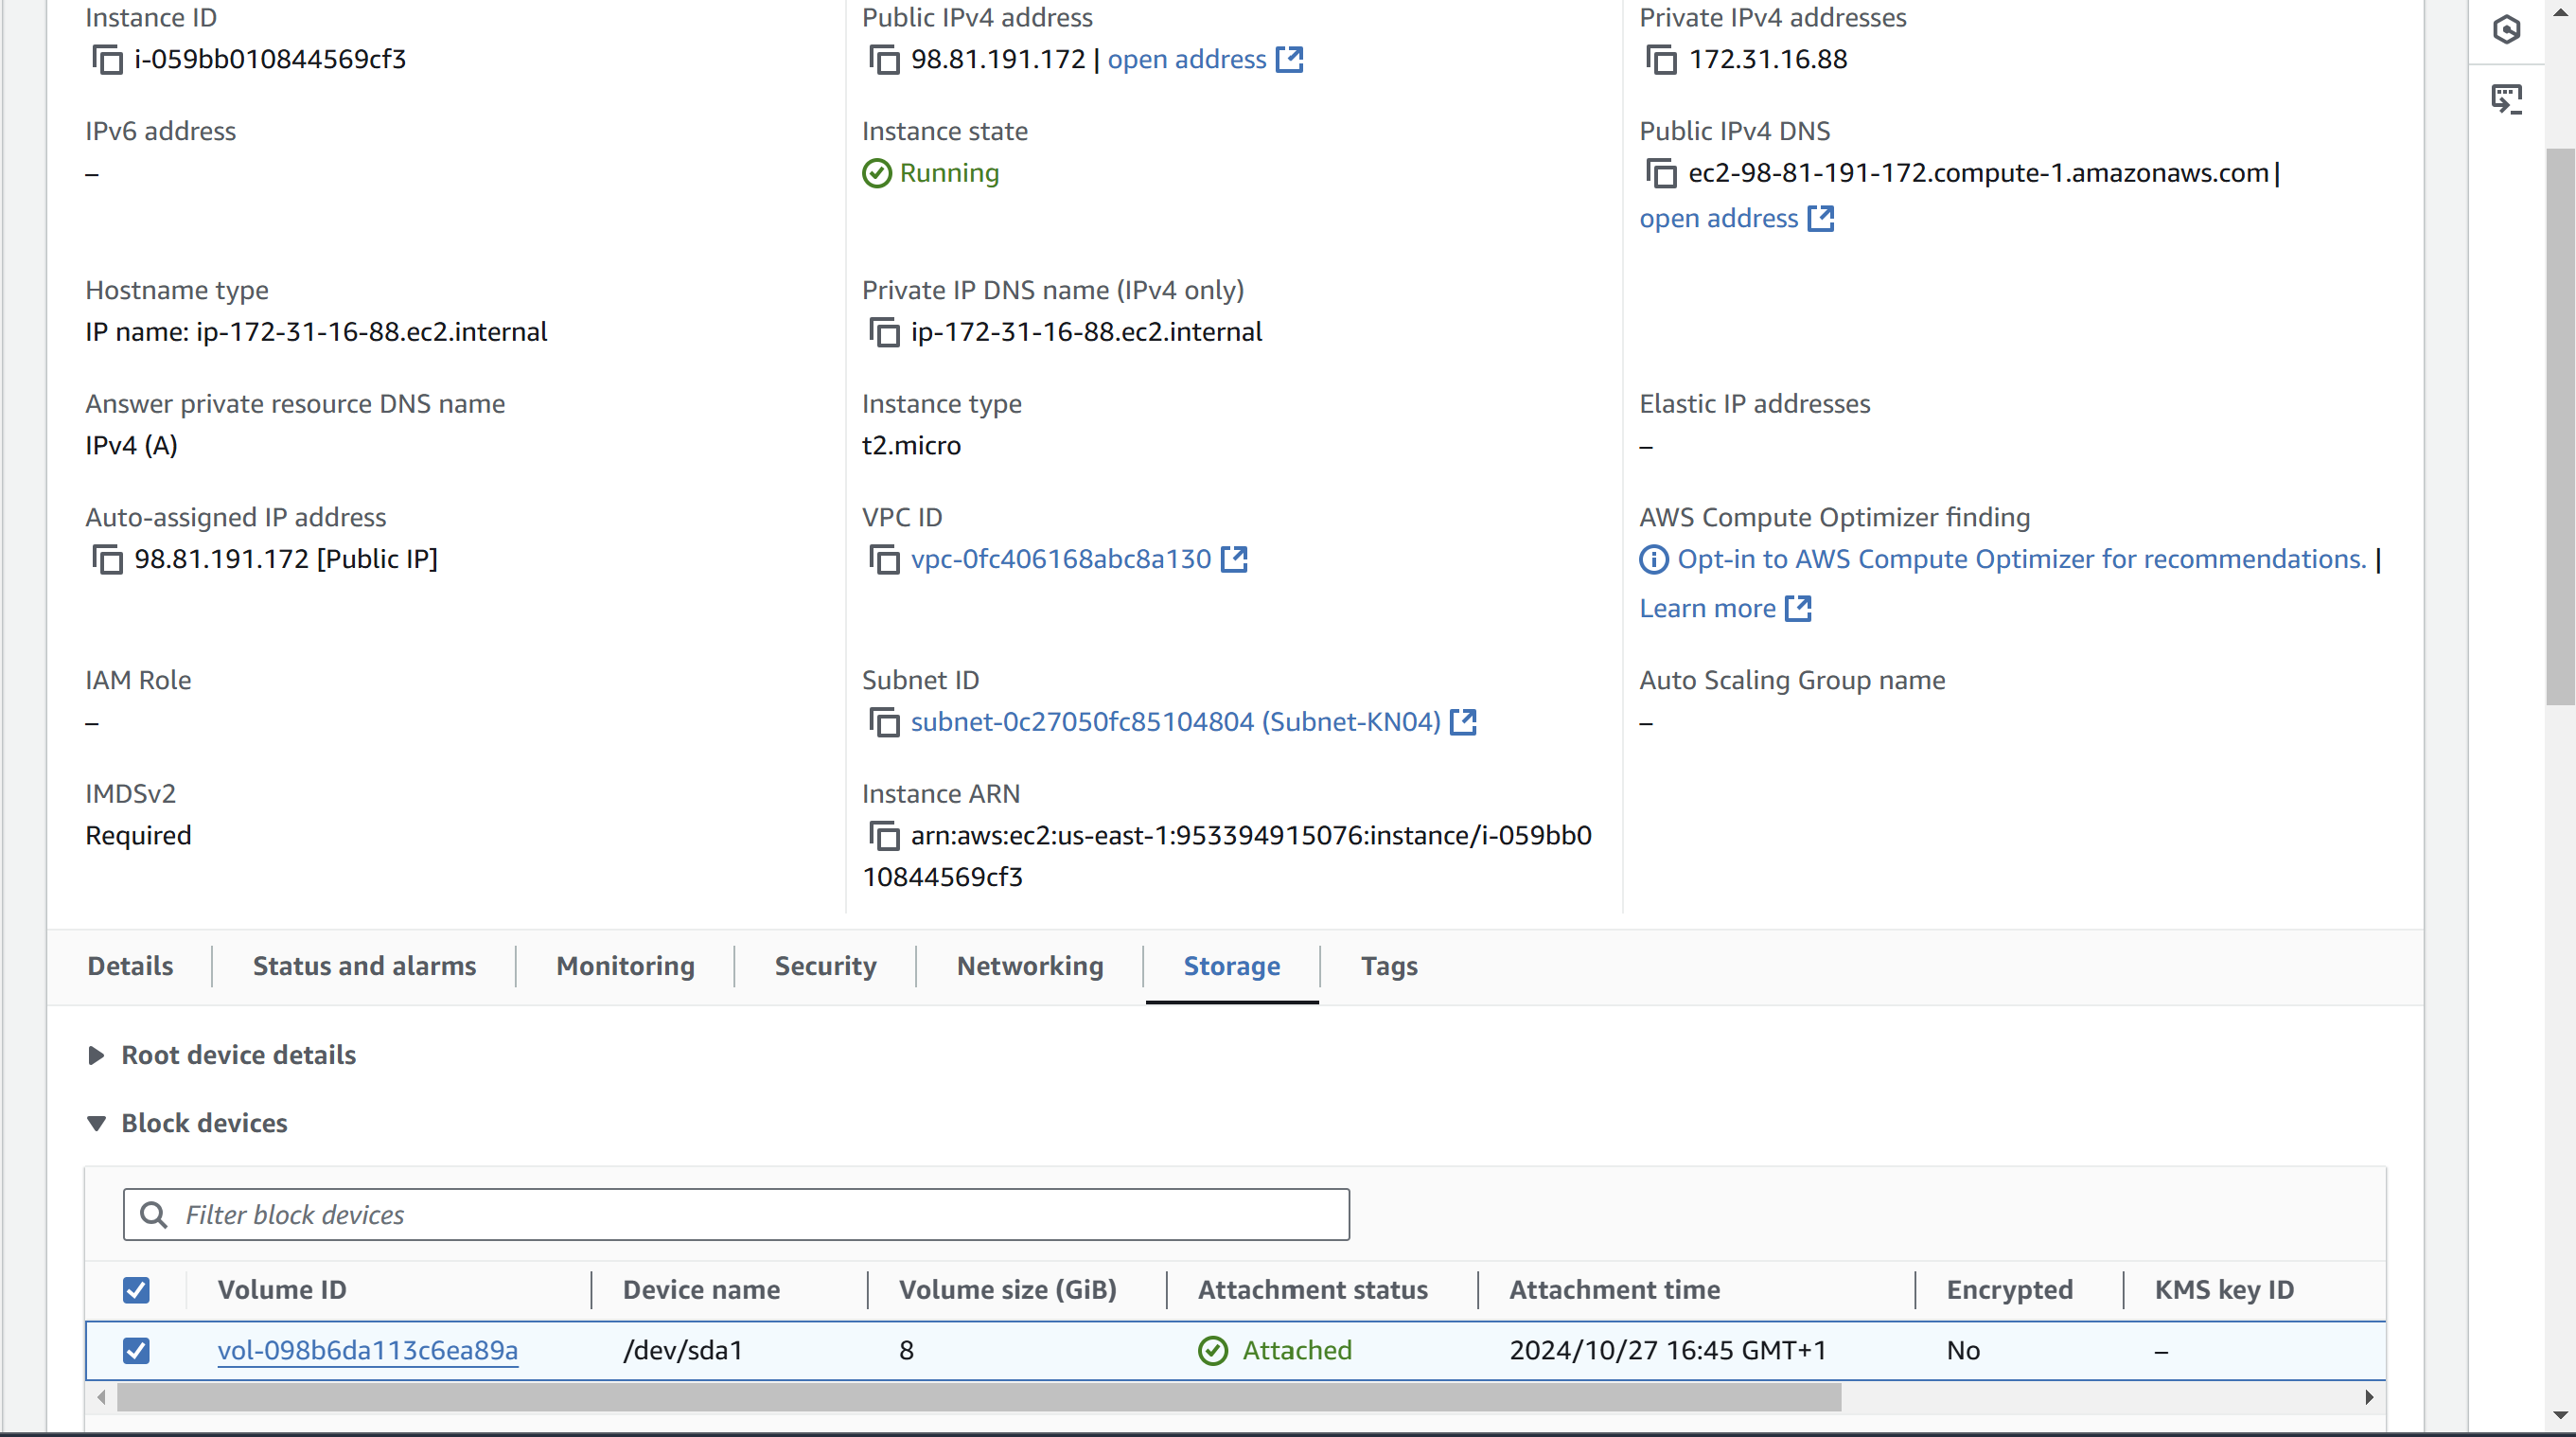 Instance ID
i-059bb010844569cf3
Public IPv4 address
98.81.191.172 | open address
Private IPv4 addresses
172.31.16.88
IPv6 address
–
Instance state
Running
Public IPv4 DNS
ec2-98-81-191-172.compute-1.amazonaws.com |
open address
Hostname type
IP name: ip-172-31-16-88.ec2.internal
Private IP DNS name (IPv4 only)
ip-172-31-16-88.ec2.internal
Answer private resource DNS name
IPv4 (A)
Instance type
t2.micro
Elastic IP addresses
–
Auto-assigned IP address
98.81.191.172 [Public IP]
VPC ID
vpc-0fc406168abc8a130
AWS Compute Optimizer finding
Opt-in to AWS Compute Optimizer for recommendations. |
Learn more
IAM Role
–
Subnet ID
subnet-0c27050fc85104804 (Subnet-KN04)
Auto Scaling Group name
–
IMDSv2
Required
Instance ARN
arn:aws:ec2:us-east-1:953394915076:instance/i-059bb0
10844569cf3
Details Status and alarms Monitoring Security Networking Storage Tags
Root device details
Block devices
Filter block devices
Volume ID Device name Volume size (GiB) Attachment status Attachment time Encrypted KMS key ID
vol-098b6da113c6ea89a /dev/sda1 8 Attached 2024/10/27 16:45 GMT+1 No –